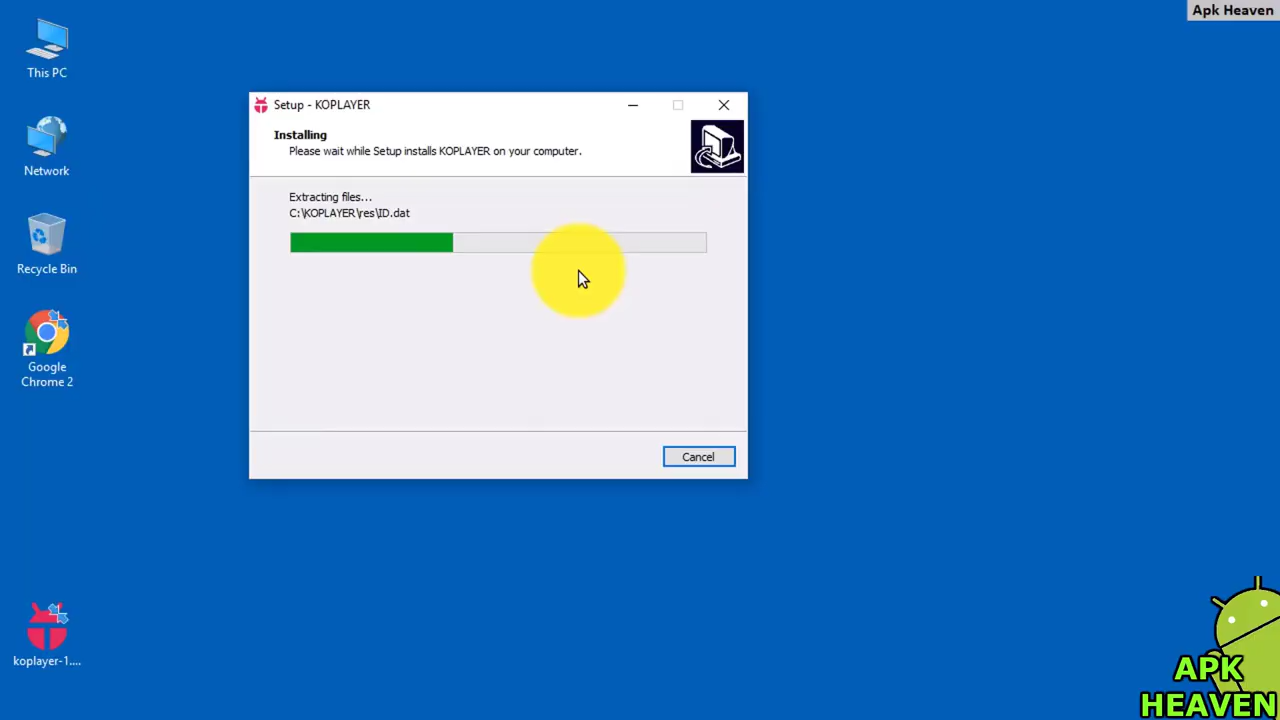 Apk Heaven
This PC
Network
Recycle Bin
Google
Chrome 2
koplayer-1....
Setup - KOPLAYER
Installing
Please wait while Setup installs KOPLAYER on your computer.
Extracting files...
C:\KOPLAYER\res\ID.dat
Cancel
APK
HEAVEN